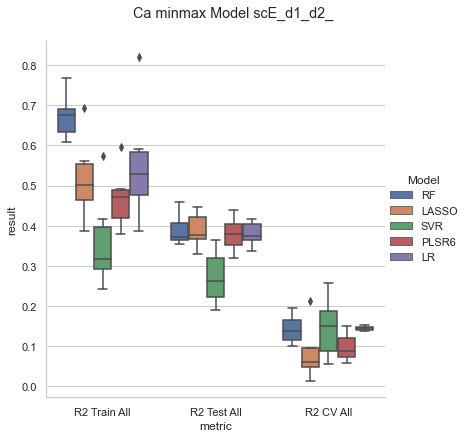 Ca minmax Model scE_d1_d2_
0.8
0.7
0.6
0.5
0.4
0.3
0.2
0.1
0.0
result
R2 Train All
R2 Test All
R2 CV All
metric
Model
RF
LASSO
SVR
PLSR6
LR